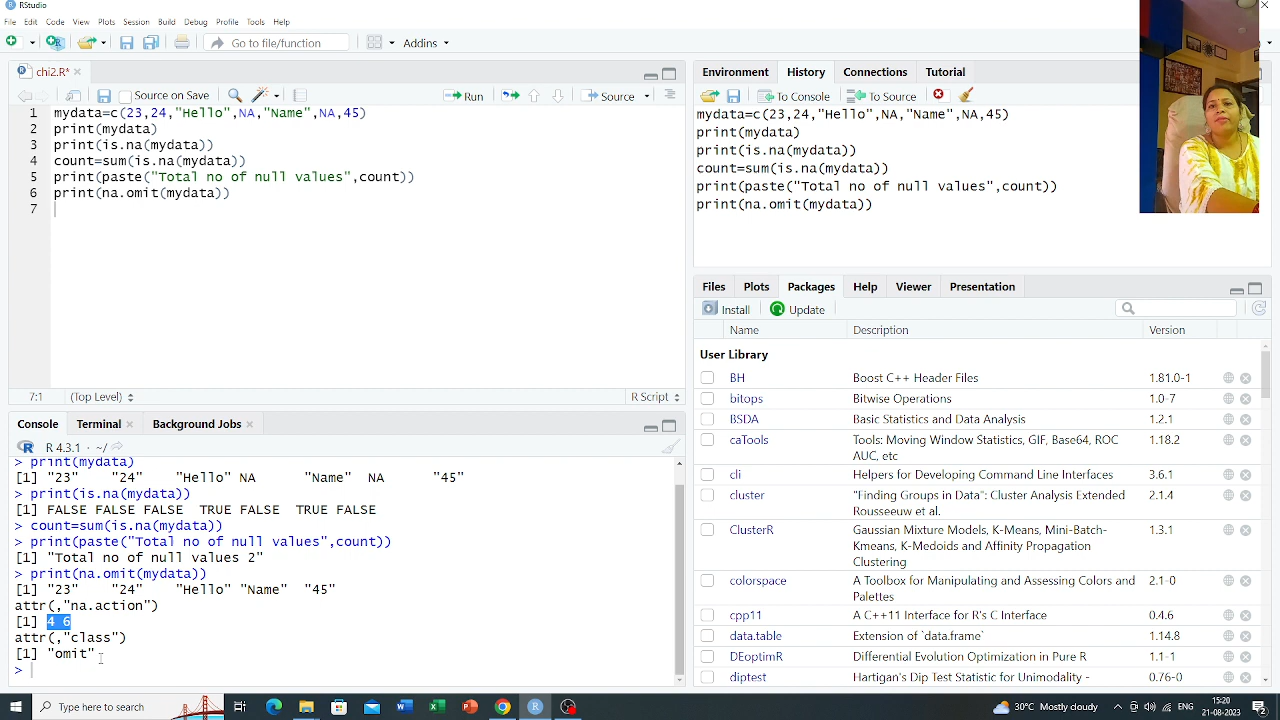 RStudio
File Edit Code View Plots Session Build Debug Profile Tools Help
Go to file/function Addins
chi2.R*
Source on Save Run Source
1 mydata=c(23,24,"Hello",NA,"Name",NA,45)
2 print(mydata)
3 print(is.na(mydata))
4 count=sum(is.na(mydata))
5 print(paste("Total no of null values",count))
6 print(na.omit(mydata))
7
7:1 (Top Level) R Script
Console Terminal Background Jobs
R 4.3.1 · ~/
> print(mydata)
[1] "23" "24" "Hello" NA "Name" NA "45"
> print(is.na(mydata))
[1] FALSE FALSE FALSE TRUE FALSE TRUE FALSE
> count=sum(is.na(mydata))
> print(paste("Total no of null values",count))
[1] "Total no of null values 2"
> print(na.omit(mydata))
[1] "23" "24" "Hello" "Name" "45"
attr(,"na.action")
[1] 4 6
attr(,"class")
[1] "omit"
>
Environment History Connections Tutorial
To Console To Source
mydata=c(23,24,"Hello",NA,"Name",NA,45)
print(mydata)
print(is.na(mydata))
count=sum(is.na(mydata))
print(paste("Total no of null values",count))
print(na.omit(mydata))
Files Plots Packages Help Viewer Presentation
Install Update
Name Description Version
User Library
BH Boost C++ Header Files 1.81.0-1
bitops Bitwise Operations 1.0-7
BSDA Basic Statistics and Data Analysis 1.2.1
caTools Tools: Moving Window Statistics, GIF, Base64, ROC 1.18.2
AUC, etc
cli Helpers for Developing Command Line Interfaces 3.6.1
cluster "Finding Groups in Data": Cluster Analysis Extended 2.1.4
Rousseeuw et al.
ClusterR Gaussian Mixture Models, K-Means, Mini-Batch- 1.3.1
Kmeans, K-Medoids and Affinity Propagation
Clustering
colorspace A Toolbox for Manipulating and Assessing Colors and 2.1-0
Palettes
cpp11 A C++11 Interface for R's C Interface 0.4.6
data.table Extension of `data.frame` 1.14.8
DEoptimR Differential Evolution Optimization in Pure R 1.1-1
diptest Hartigan's Dip Test Statistic for Unimodality - 0.76-0
Type here to search
30°C Mostly cloudy ENG 15:20
21-08-2023